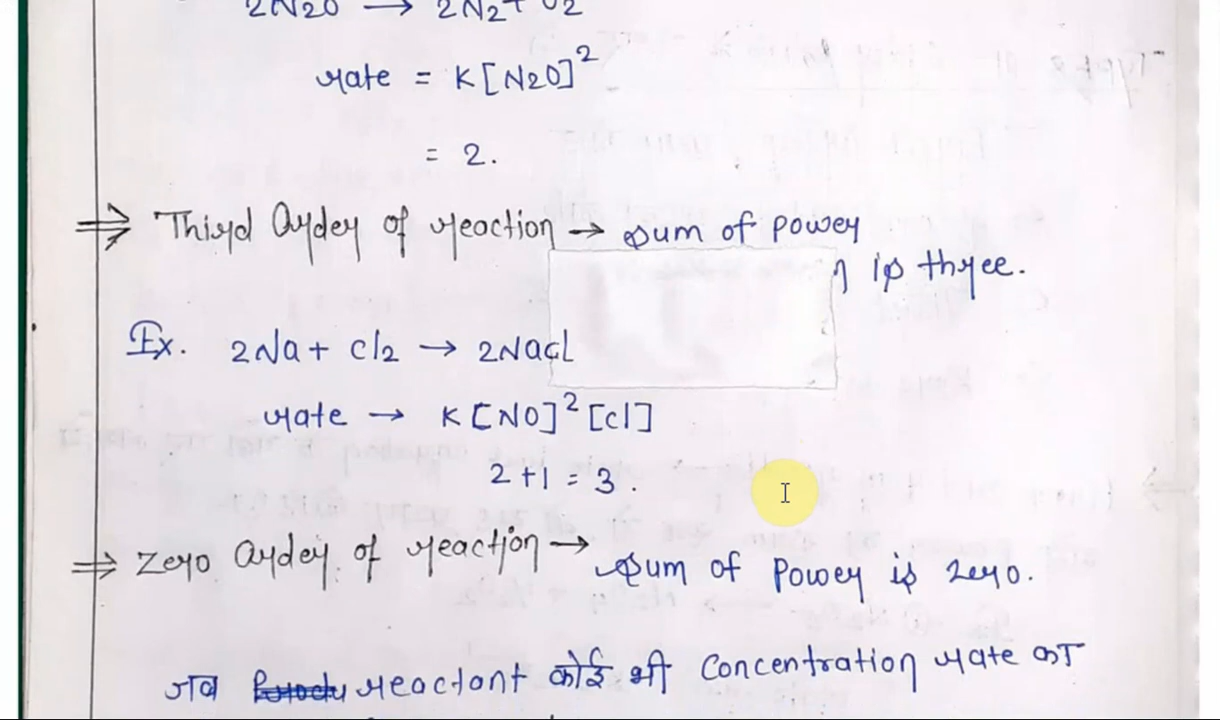 2N2O → 2N2 + O2
rate = K[N2O]²
= 2.
⇒ Third Order of reaction → sum of power
is three.
Ex. 2Na + cl2 → 2Nacl
rate → K[NO]² [cl]
2 + 1 = 3.
⇒ Zero order of reaction → sum of power is zero.
जब reactant कोई भी concentration rate का